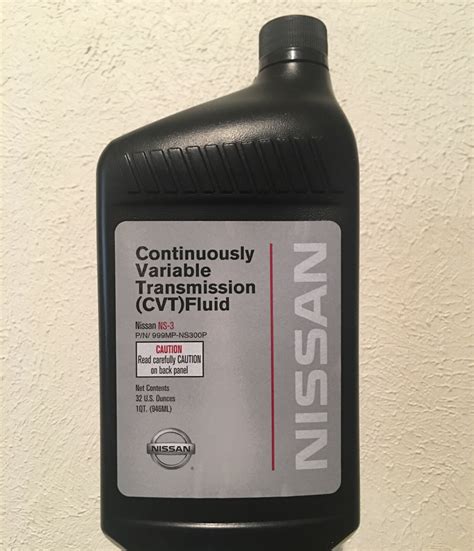 Continuously
Variable
Transmission
(CVT)Fluid
Nissan NS-3
P/N/ 999MP-NS300P
CAUTION
Read carefully CAUTION
on back panel
Net Contents
32 U.S. Ounces
1QT. (946ML)
NISSAN
NISSAN